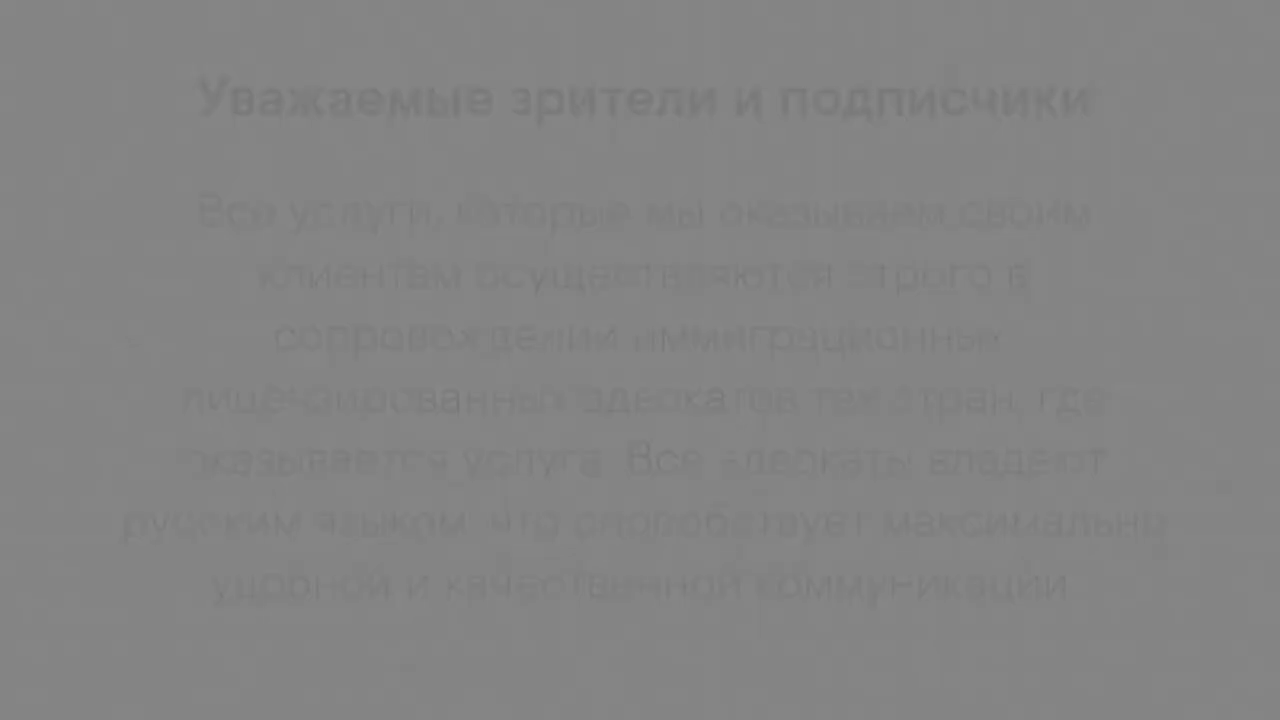 Уважаемые зрители и подписчики
Все услуги, которые мы оказываем своим
клиентам осуществляются строго в
сопровождении иммиграционных
лицензированных адвокатов тех стран, где
оказывается услуга. Все адвокаты владеют
русским языком, что способствует максимально
удобной и качественной коммуникации